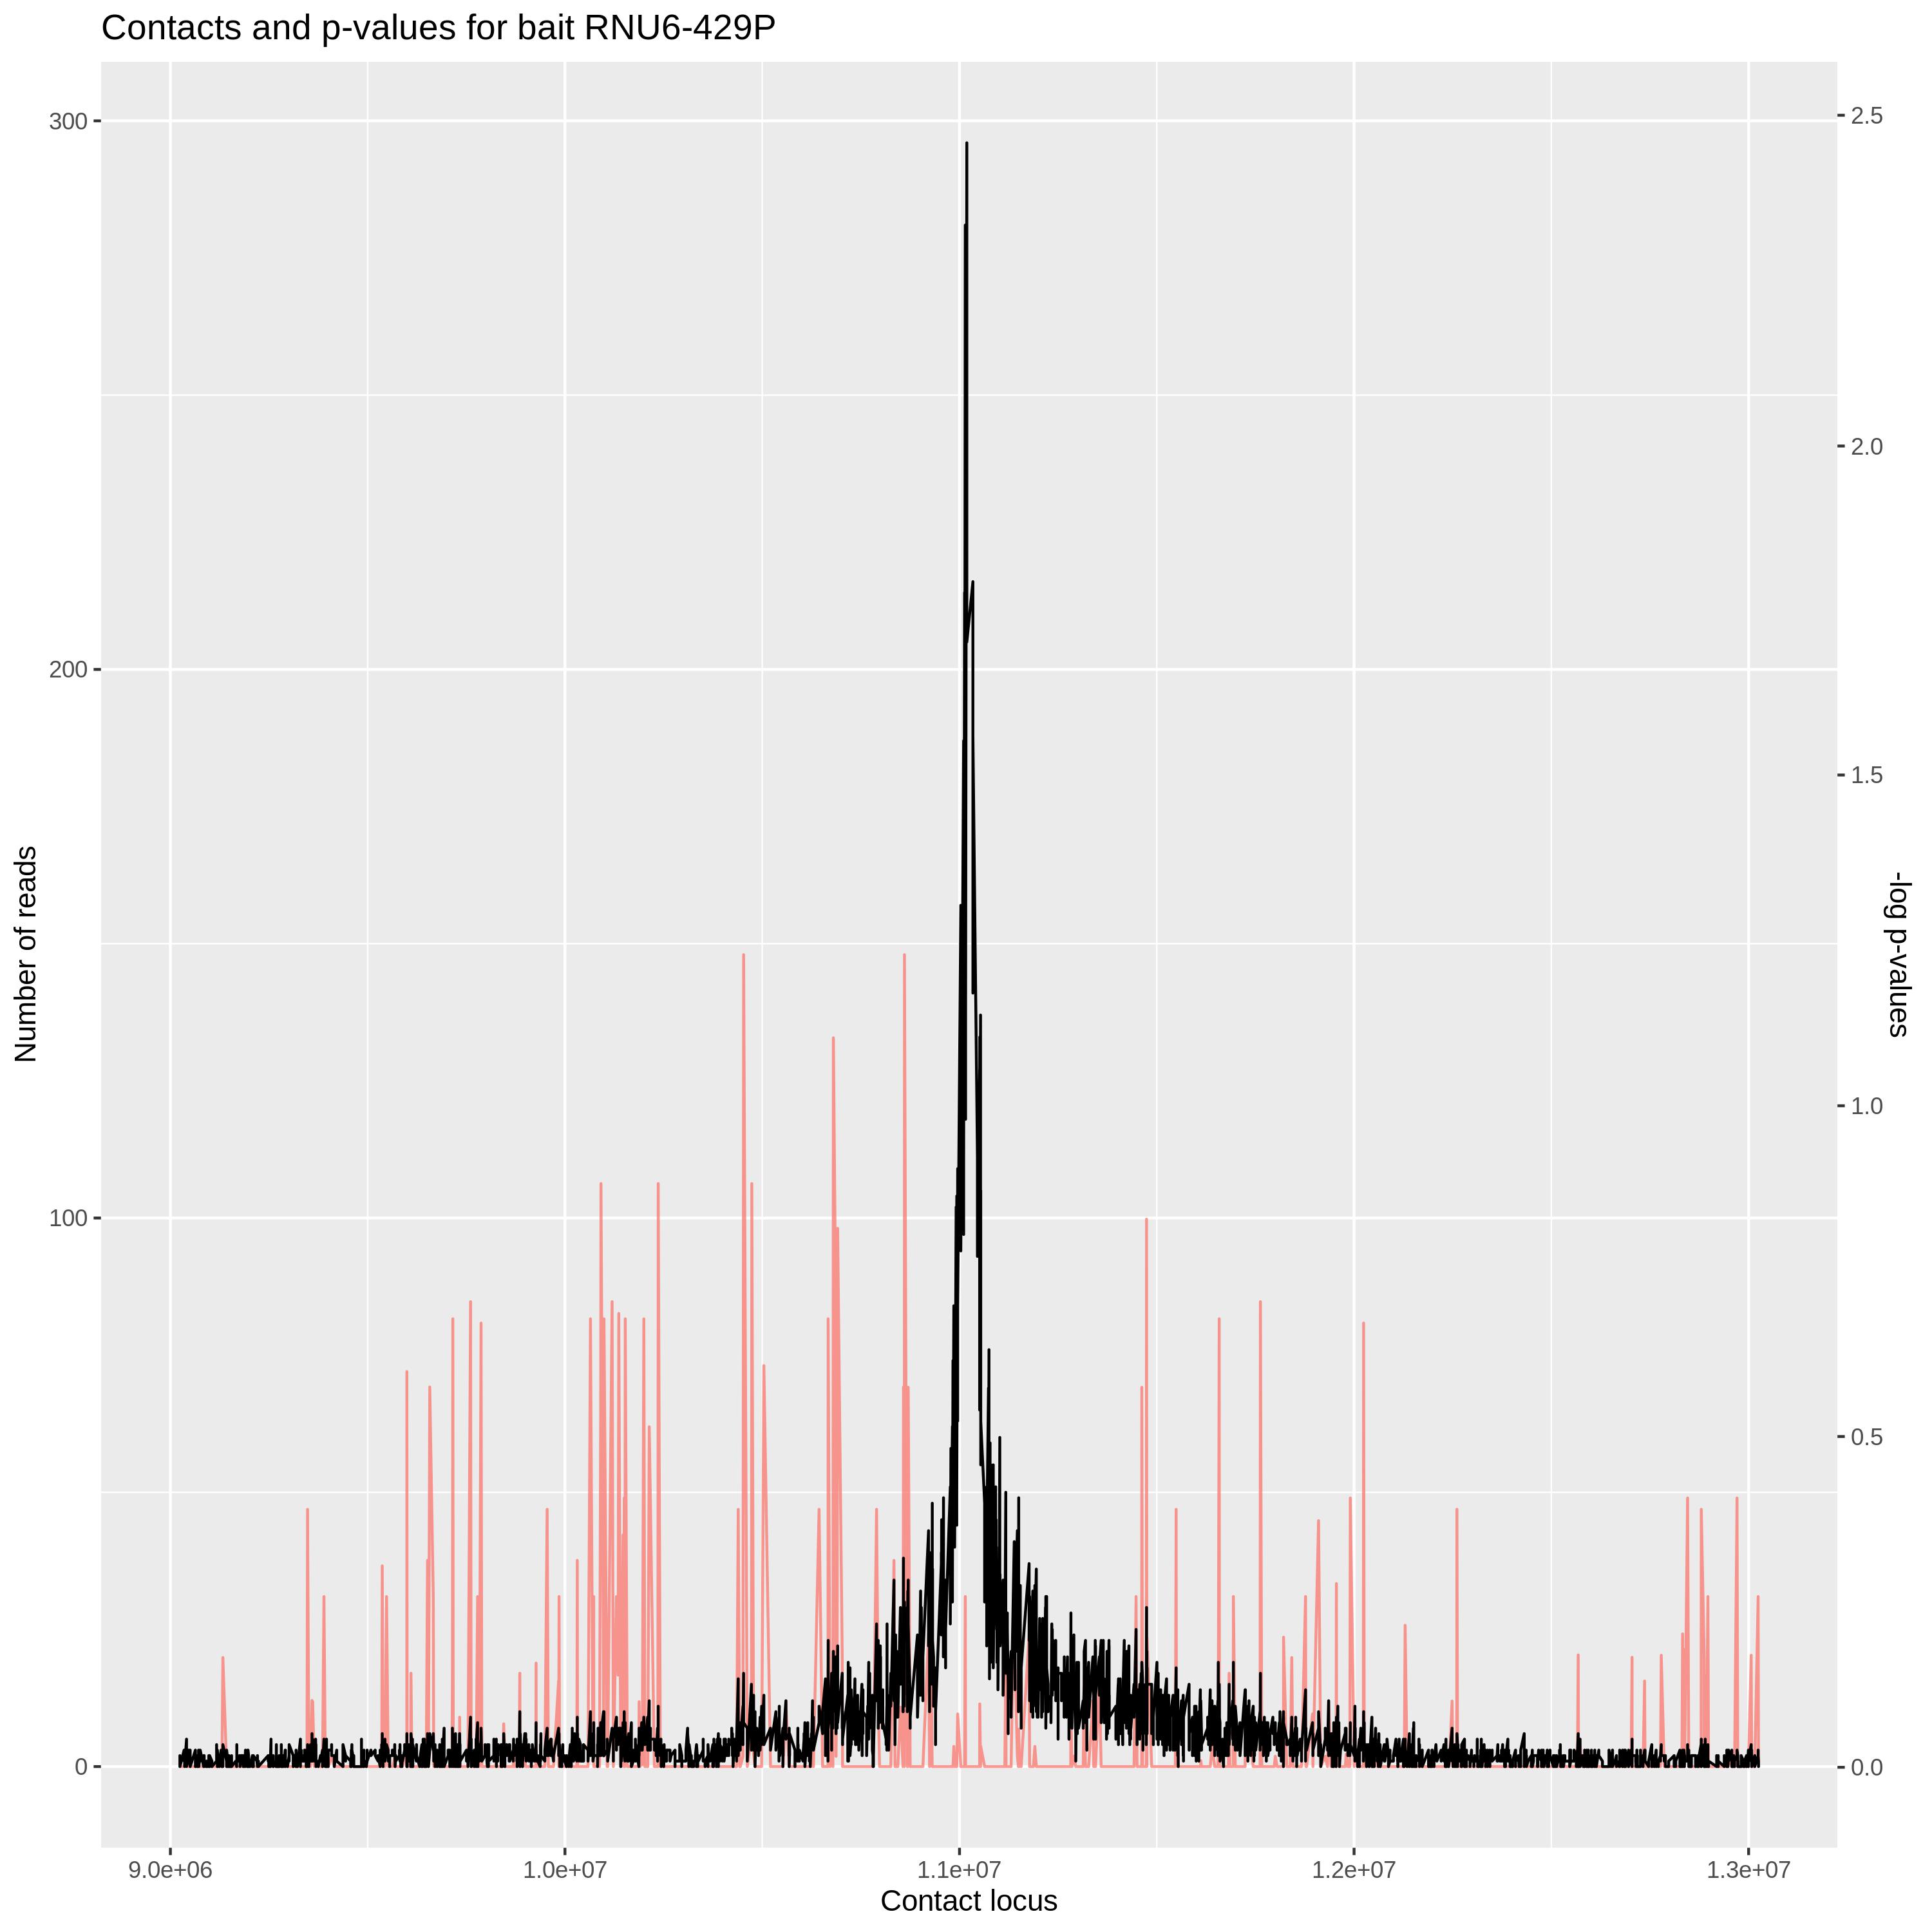 Contacts and p-values for bait RNU6-429P
300
200
100
0
Number of reads
2.5
2.0
1.5
1.0
0.5
0.0
-log p-values
9.0e+06
1.0e+07
1.1e+07
1.2e+07
1.3e+07
Contact locus